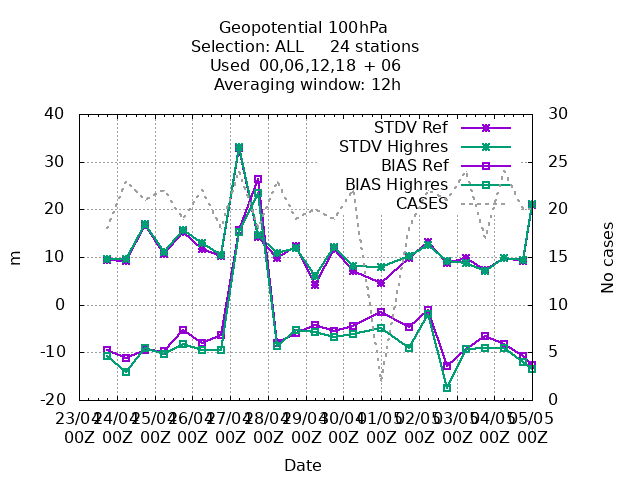 Geopotential 100hPa
Selection: ALL 24 stations
Used 00,06,12,18 + 06
Averaging window: 12h
40 30
STDV Ref
STDV Highres
30 25
BIAS Ref
BIAS Highres
20 20
CASES
10 15
0 10
-10 5
-20 0
m
No cases
23/04 24/04 25/04 26/04 27/04 28/04 29/04 30/04 01/05 02/05 03/05 04/05 05/05
00Z 00Z 00Z 00Z 00Z 00Z 00Z 00Z 00Z 00Z 00Z 00Z 00Z
Date